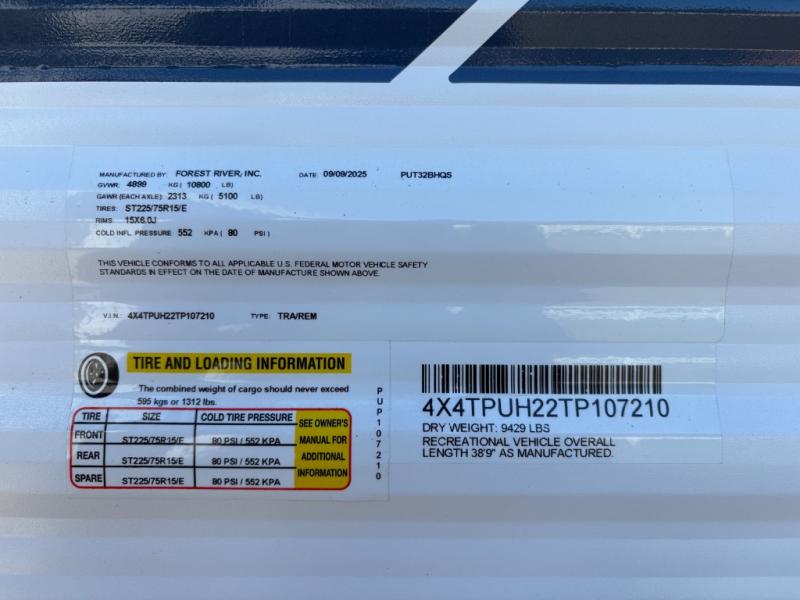 MANUFACTURED BY: FOREST RIVER, INC. DATE: 09/09/2025 PUT32BHQS
GVWR: 4899 KG ( 10800 LB)
GAWR (EACH AXLE): 2313 KG ( 5100 LB)
TIRES: ST225/75R15/E
RIMS: 15X6.0J
COLD INFL. PRESSURE: 552 KPA ( 80 PSI )
THIS VEHICLE CONFORMS TO ALL APPLICABLE U.S. FEDERAL MOTOR VEHICLE SAFETY
STANDARDS IN EFFECT ON THE DATE OF MANUFACTURE SHOWN ABOVE.
V.I.N.: 4X4TPUH22TP107210 TYPE: TRA/REM
TIRE AND LOADING INFORMATION
The combined weight of cargo should never exceed
595 kgs or 1312 lbs.
TIRE SIZE COLD TIRE PRESSURE
FRONT ST225/75R15/E 80 PSI / 552 KPA
REAR ST225/75R15/E 80 PSI / 552 KPA
SPARE ST225/75R15/E 80 PSI / 552 KPA
SEE OWNER'S
MANUAL FOR
ADDITIONAL
INFORMATION
PUP107210
4X4TPUH22TP107210
DRY WEIGHT: 9429 LBS
RECREATIONAL VEHICLE OVERALL
LENGTH 38'9" AS MANUFACTURED.